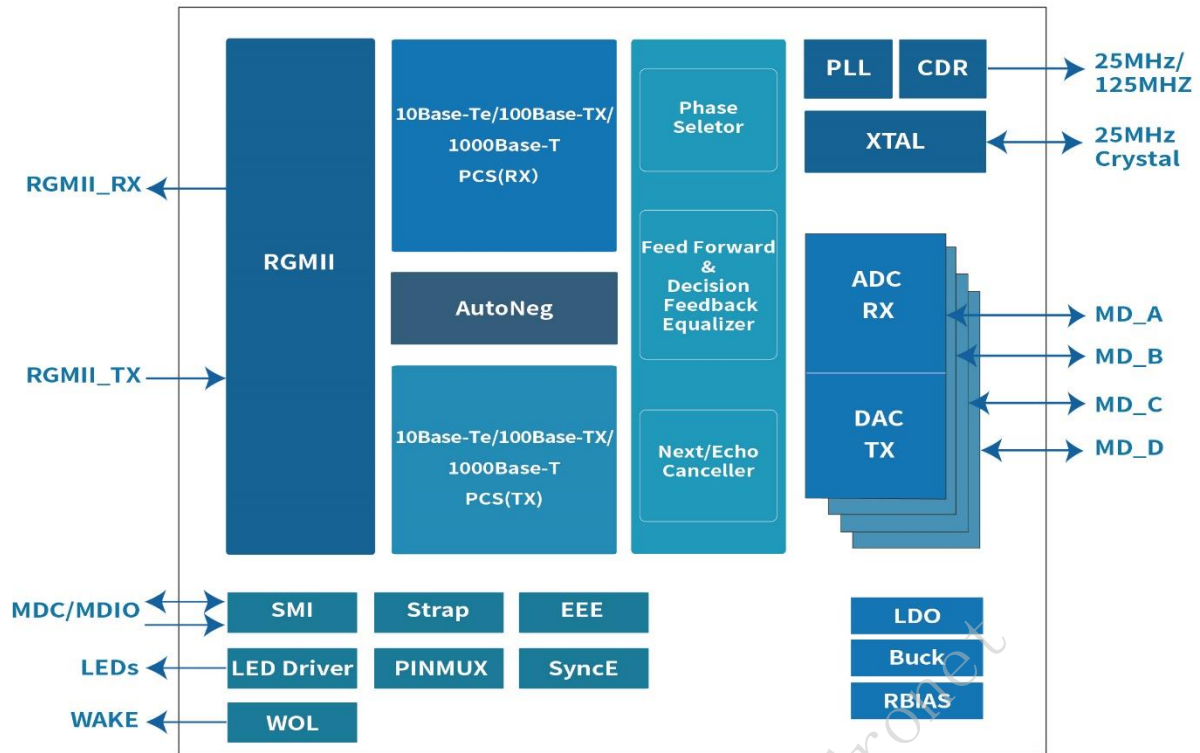 RGMII_RX
RGMII_TX
MDC/MDIO
LEDs
WAKE
RGMII
10Base-Te/100Base-TX/
1000Base-T
PCS(RX)
AutoNeg
10Base-Te/100Base-TX/
1000Base-T
PCS(TX)
Phase
Seletor
Feed Forward
&
Decision
Feedback
Equalizer
Next/Echo
Canceller
PLL
CDR
XTAL
25MHz/
125MHZ
25MHz
Crystal
ADC
RX
DAC
TX
MD_A
MD_B
MD_C
MD_D
SMI
Strap
EEE
LED Driver
PINMUX
SyncE
WOL
LDO
Buck
RBIAS